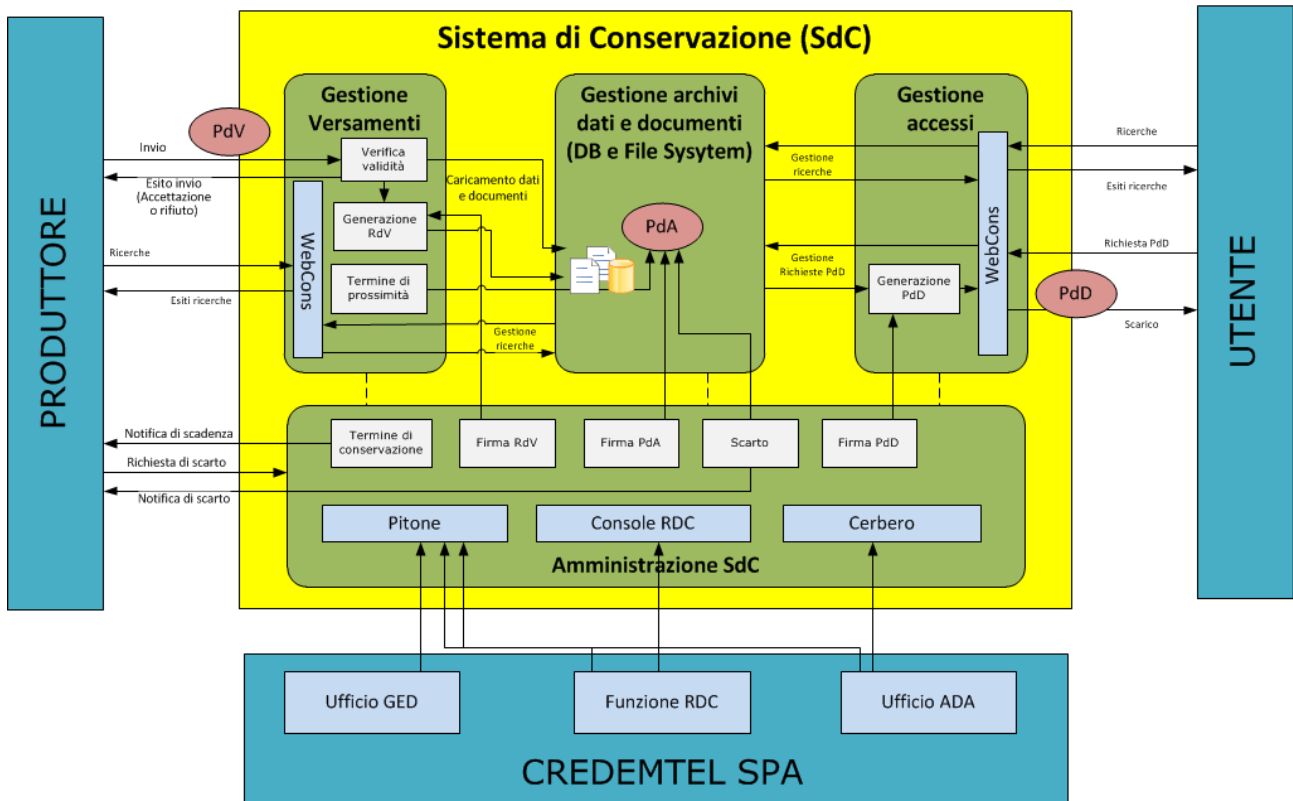 Sistema di Conservazione (SdC)
PRODUTTORE
PdV
Invio
Esito invio
(Accettazione
o rifiuto)
Ricerche
Esiti ricerche
Notifica di scadenza
Richiesta di scarto
Notifica di scarto
Gestione
Versamenti
Verifica
validità
Generazione
RdV
Termine di
prossimità
WebCons
Caricamento dati
e documenti
Gestione
ricerche
Gestione archivi
dati e documenti
(DB e File Sysytem)
PdA
Gestione
ricerche
Gestione
Richieste PdD
Gestione
accessi
Generazione
PdD
WebCons
Ricerche
Esiti ricerche
Richiesta PdD
PdD
Scarico
UTENTE
Termine di
conservazione
Firma RdV
Firma PdA
Scarto
Firma PdD
Pitone
Console RDC
Cerbero
Amministrazione SdC
Ufficio GED
Funzione RDC
Ufficio ADA
CREDEMTEL SPA